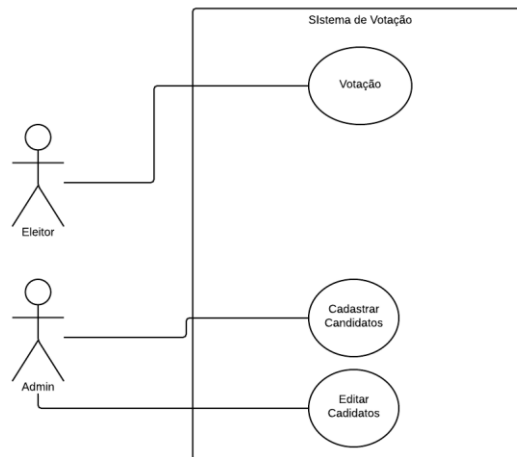 SIstema de Votação
Votação
Eleitor
Cadastrar
Candidatos
Admin
Editar
Cadidatos